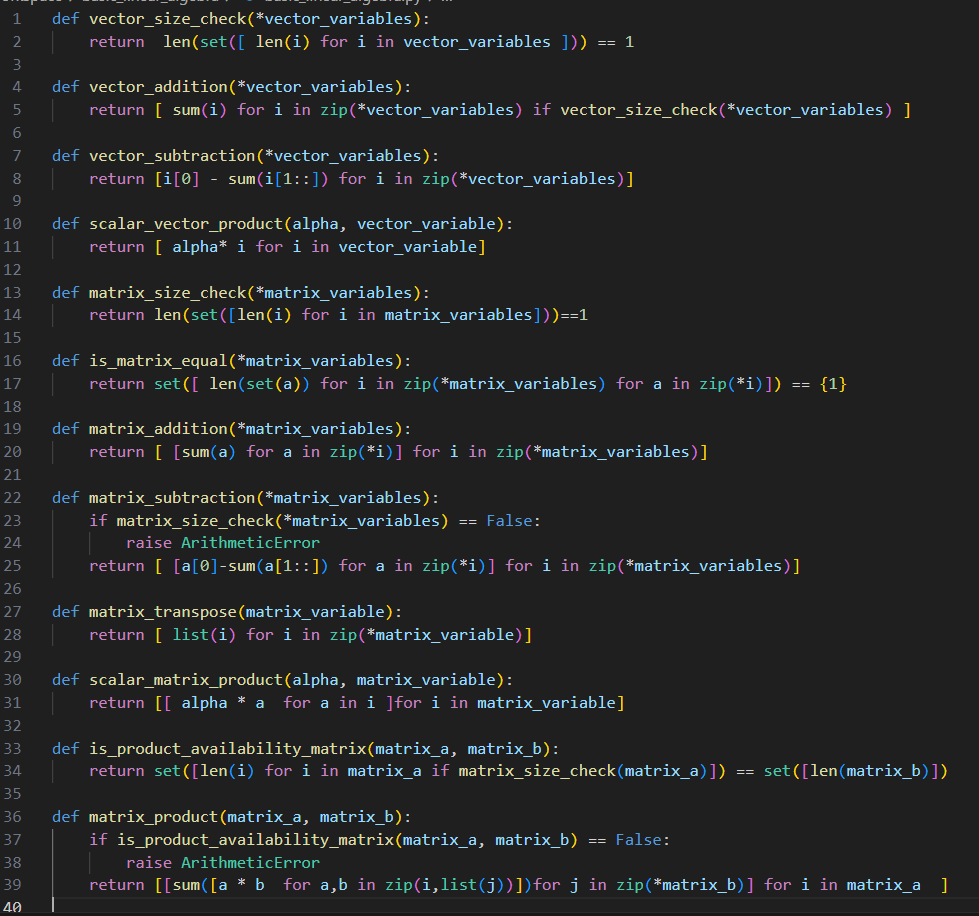 1 def vector_size_check(*vector_variables):
2     return  len(set([ len(i) for i in vector_variables ])) == 1
3
4 def vector_addition(*vector_variables):
5     return [ sum(i) for i in zip(*vector_variables) if vector_size_check(*vector_variables) ]
6
7 def vector_subtraction(*vector_variables):
8     return [i[0] - sum(i[1::]) for i in zip(*vector_variables)]
9
10 def scalar_vector_product(alpha, vector_variable):
11     return [ alpha* i for i in vector_variable]
12
13 def matrix_size_check(*matrix_variables):
14     return len(set([len(i) for i in matrix_variables]))==1
15
16 def is_matrix_equal(*matrix_variables):
17     return set([ len(set(a)) for i in zip(*matrix_variables) for a in zip(*i)]) == {1}
18
19 def matrix_addition(*matrix_variables):
20     return [ [sum(a) for a in zip(*i)] for i in zip(*matrix_variables)]
21
22 def matrix_subtraction(*matrix_variables):
23     if matrix_size_check(*matrix_variables) == False:
24         raise ArithmeticError
25     return [ [a[0]-sum(a[1::]) for a in zip(*i)] for i in zip(*matrix_variables)]
26
27 def matrix_transpose(matrix_variable):
28     return [ list(i) for i in zip(*matrix_variable)]
29
30 def scalar_matrix_product(alpha, matrix_variable):
31     return [[ alpha * a  for a in i ]for i in matrix_variable]
32
33 def is_product_availability_matrix(matrix_a, matrix_b):
34     return set([len(i) for i in matrix_a if matrix_size_check(matrix_a)]) == set([len(matrix_b)])
35
36 def matrix_product(matrix_a, matrix_b):
37     if is_product_availability_matrix(matrix_a, matrix_b) == False:
38         raise ArithmeticError
39     return [[sum([a * b  for a,b in zip(i,list(j))])for j in zip(*matrix_b)] for i in matrix_a  ]
40